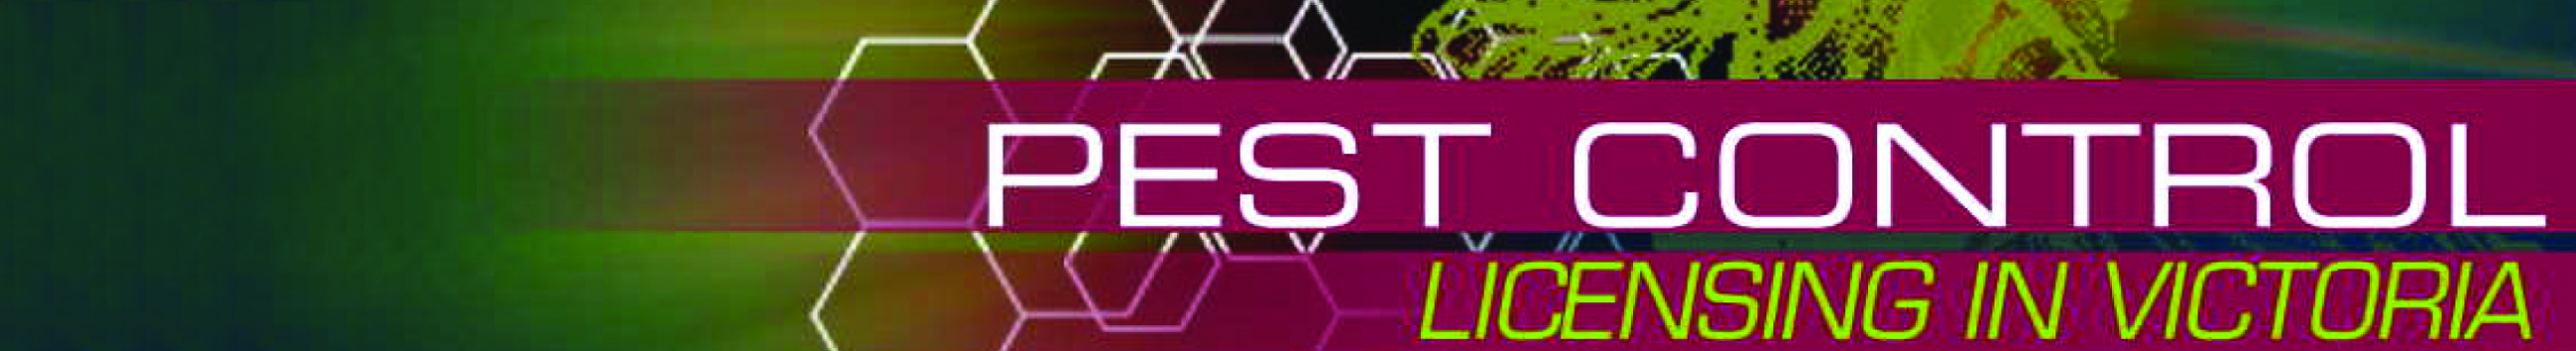 PEST CONTROL
LICENSING IN VICTORIA